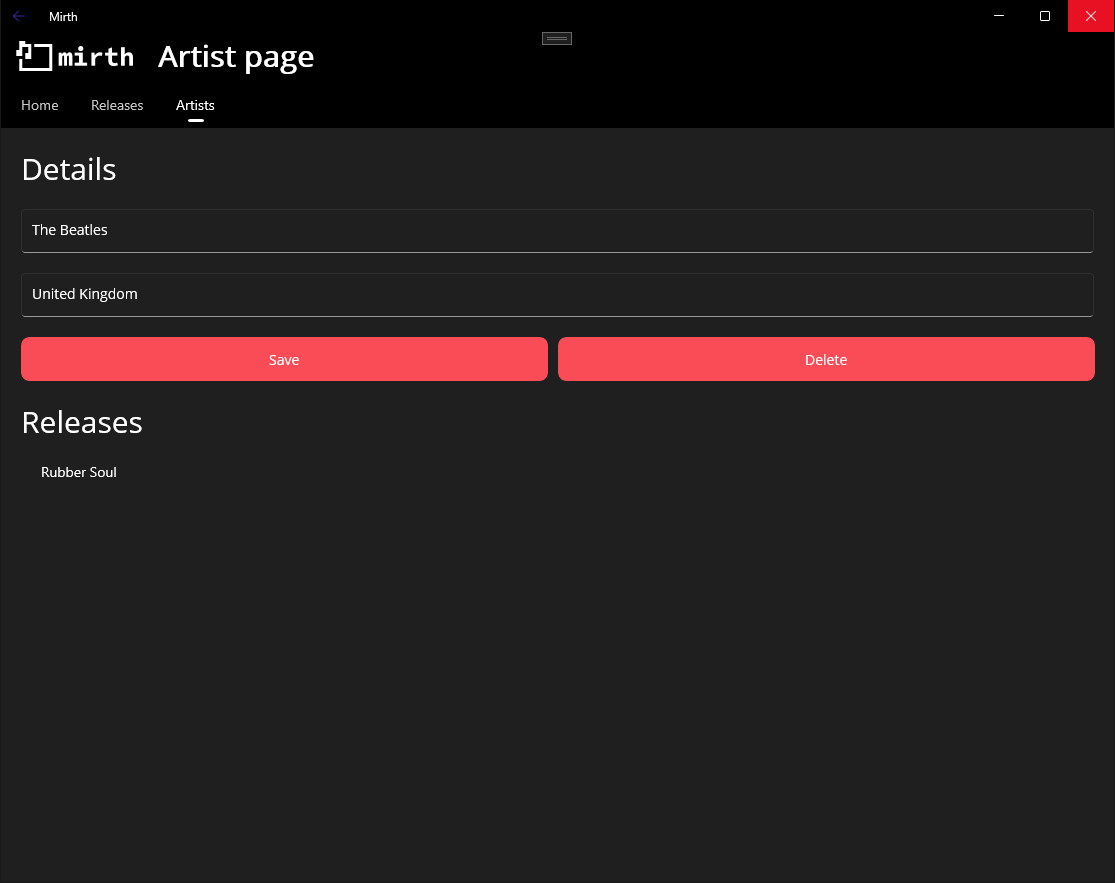 Mirth
mirth Artist page
Home Releases Artists
Details
The Beatles
United Kingdom
Save Delete
Releases
Rubber Soul